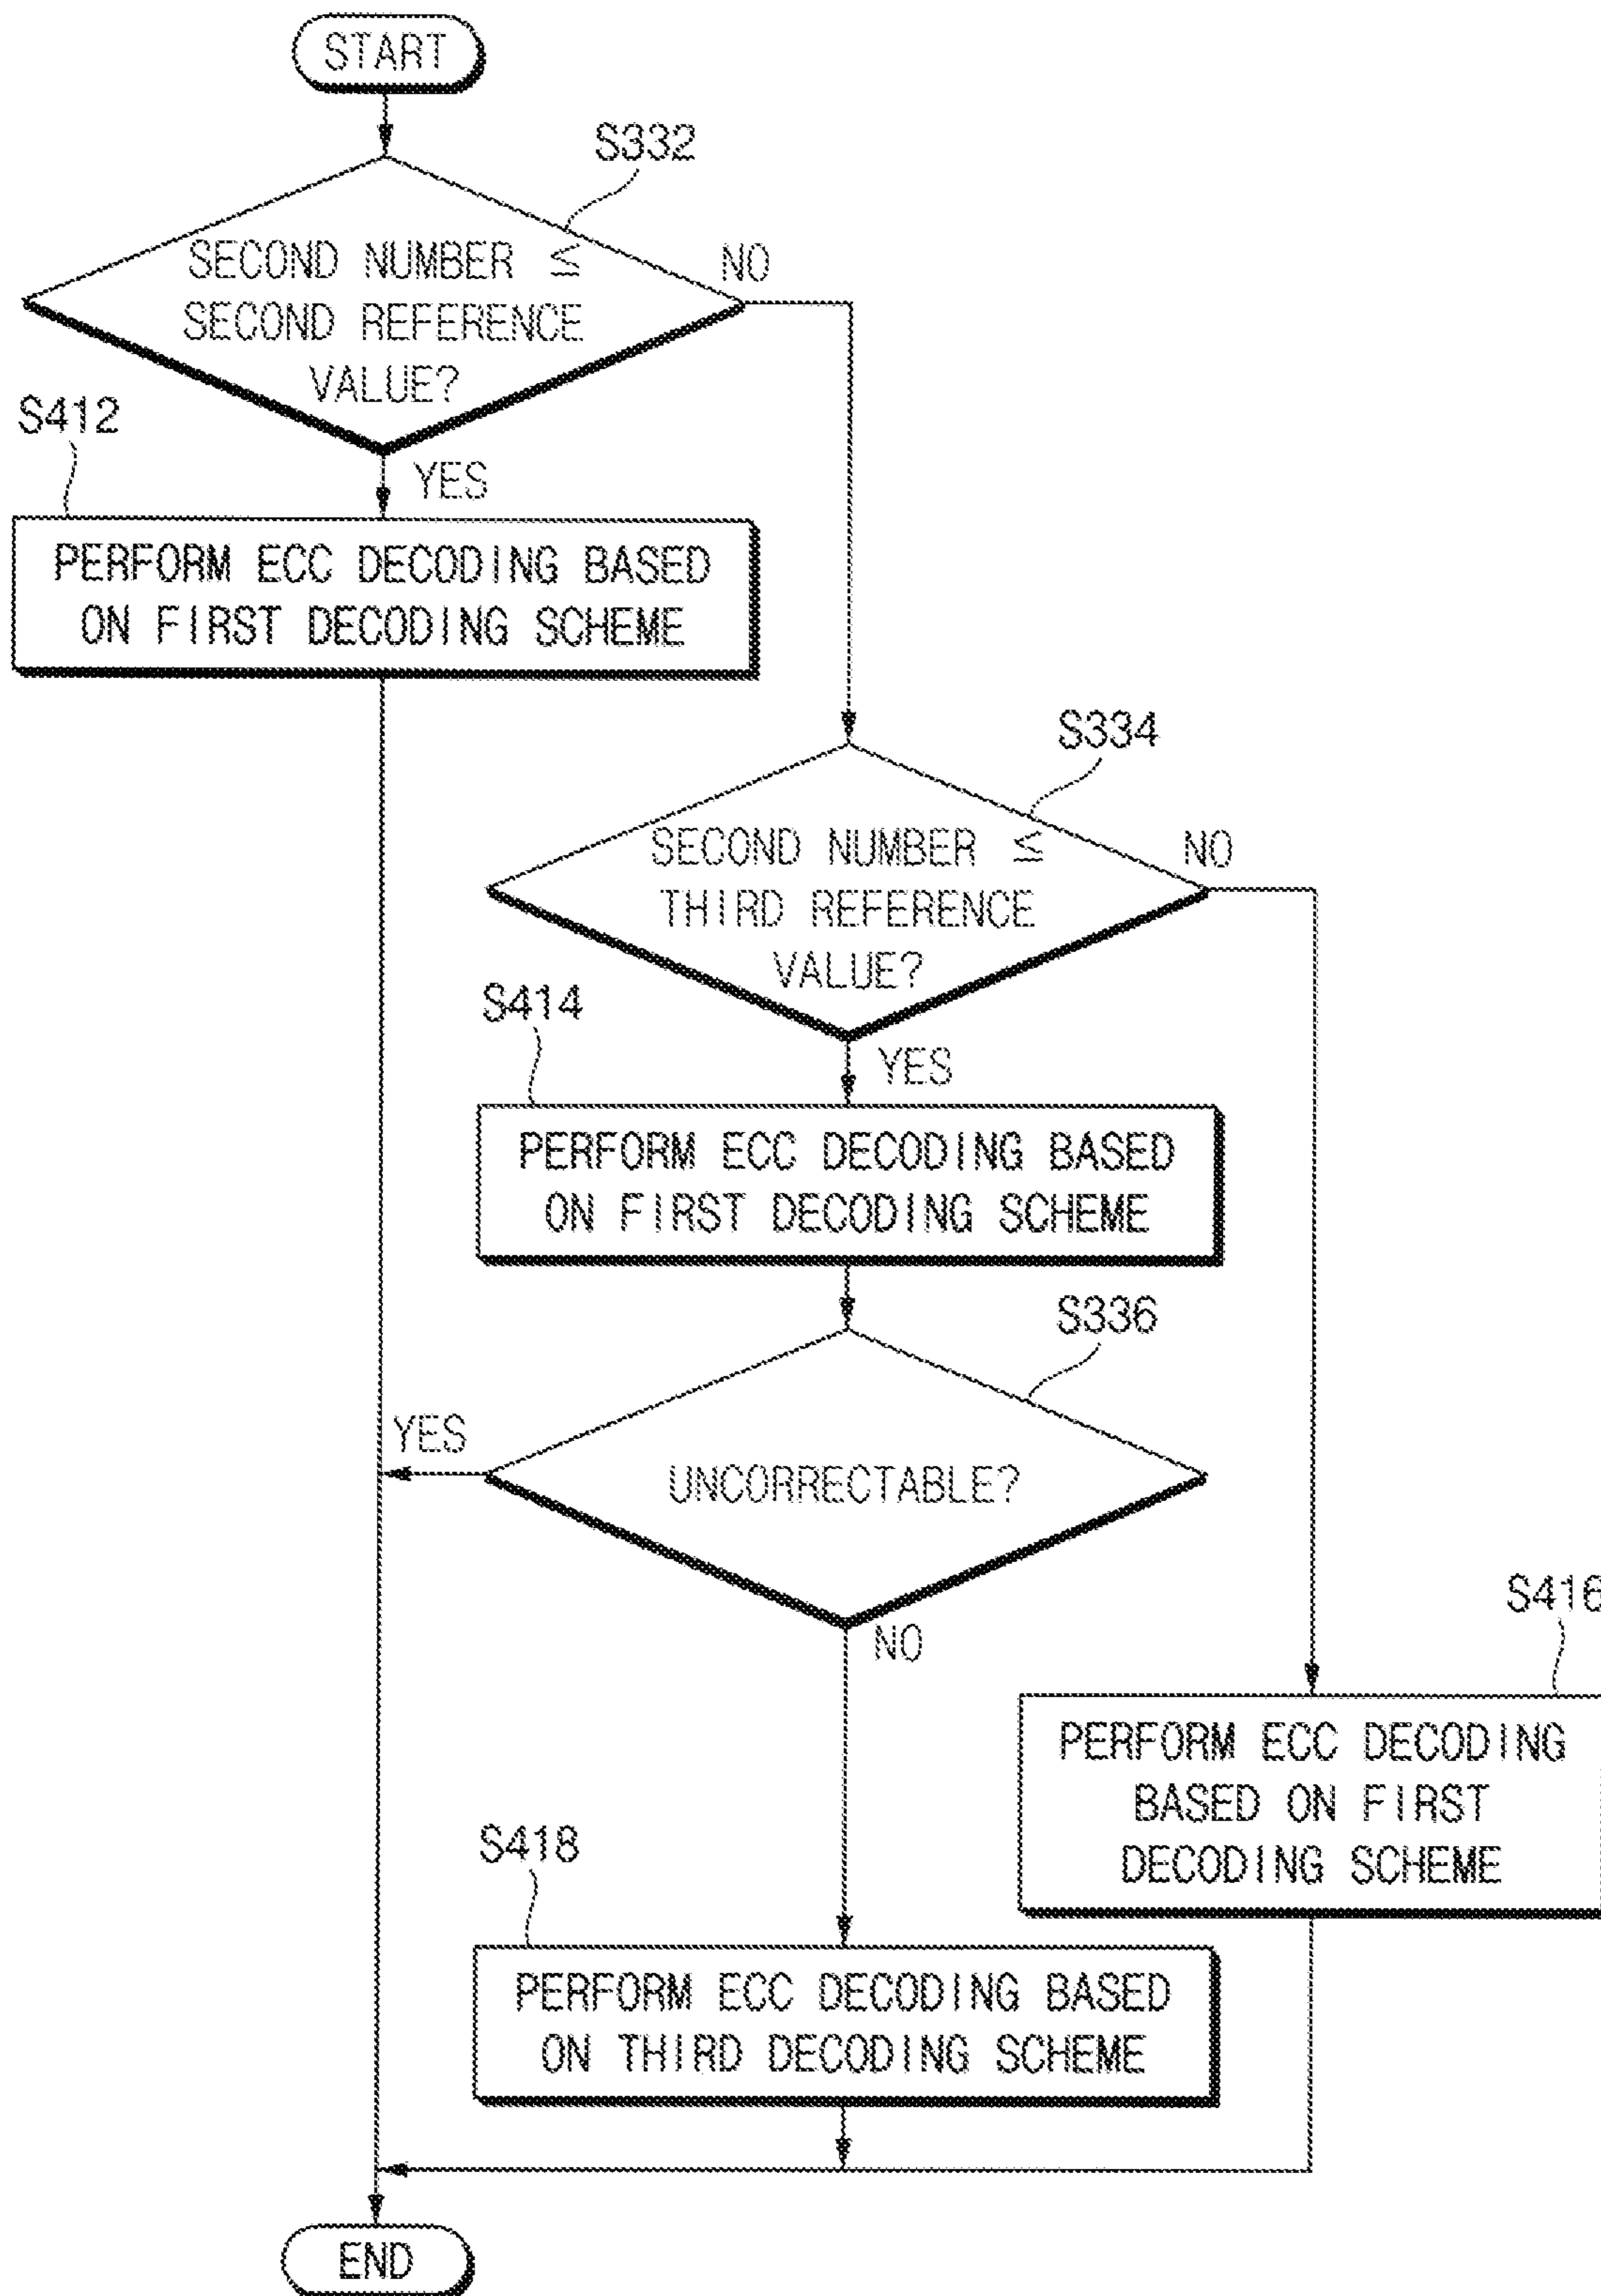 START
S332
SECOND NUMBER ≦
SECOND REFERENCE
VALUE?
NO
S412
YES
PERFORM ECC DECODING BASED
ON FIRST DECODING SCHEME
S334
SECOND NUMBER ≦
THIRD REFERENCE
VALUE?
NO
S414
YES
PERFORM ECC DECODING BASED
ON FIRST DECODING SCHEME
S336
YES
UNCORRECTABLE?
NO
S416
PERFORM ECC DECODING
BASED ON FIRST
DECODING SCHEME
S418
PERFORM ECC DECODING BASED
ON THIRD DECODING SCHEME
END